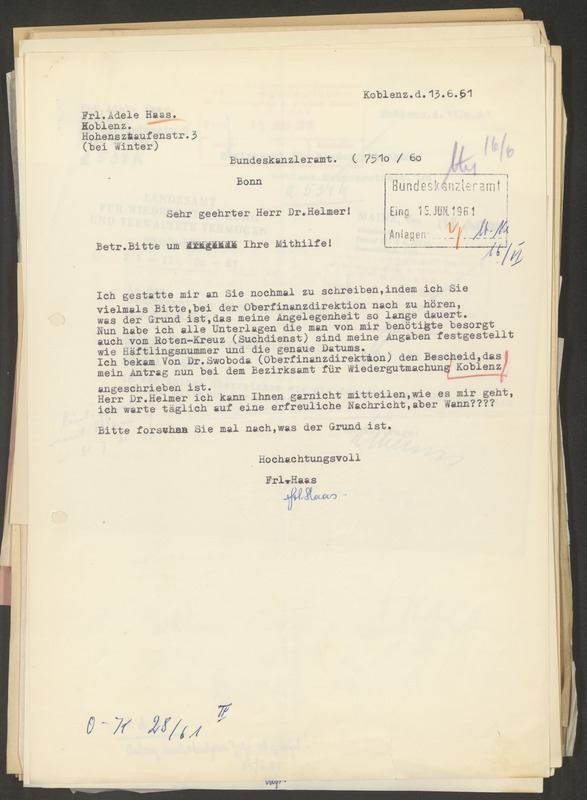 Koblenz.d.13.6.61
Frl.Adele Haas.
Koblenz.
Hohensztaufenstr.3
(bei Winter)
16/6
Bundeskanzleramt. ( 7510 / 60
Bonn
Bundeskanzleramt
Eing. 15.JUN.1961
Anlagen
16/VI
Sehr geehrter Herr Dr.Helmer!
Betr.Bitte um Ihre Mithilfe!
Ich gestatte mir an Sie nochmal zu schreiben,indem ich Sie
vielmals Bitte,bei der Oberfinanzdirektion nach zu hören,
was der Grund ist,das meine Angelegenheit so lange dauert.
Nun habe ich alle Unterlagen die man von mir benötigte besorgt
auch vom Roten-Kreuz (Suchdienst) sind meine Angaben festgestellt
wie Häftlingsnummer und die genaue Datums.
Ich bekam Von Dr.Swoboda (Oberfinanzdirektion) den Bescheid,das
mein Antrag nun bei dem Bezirksamt für Wiedergutmachung Koblenz
angeschrieben ist.
Herr Dr.Helmer ich kann Ihnen garnicht mitteilen,wie es mir geht,
ich warte täglich auf eine erfreuliche Nachricht,aber Wann????
Bitte forschen Sie mal nach,was der Grund ist.
Hochachtungsvoll
Frl.Haas
Frl.Haas.
O-K 28/61 IV